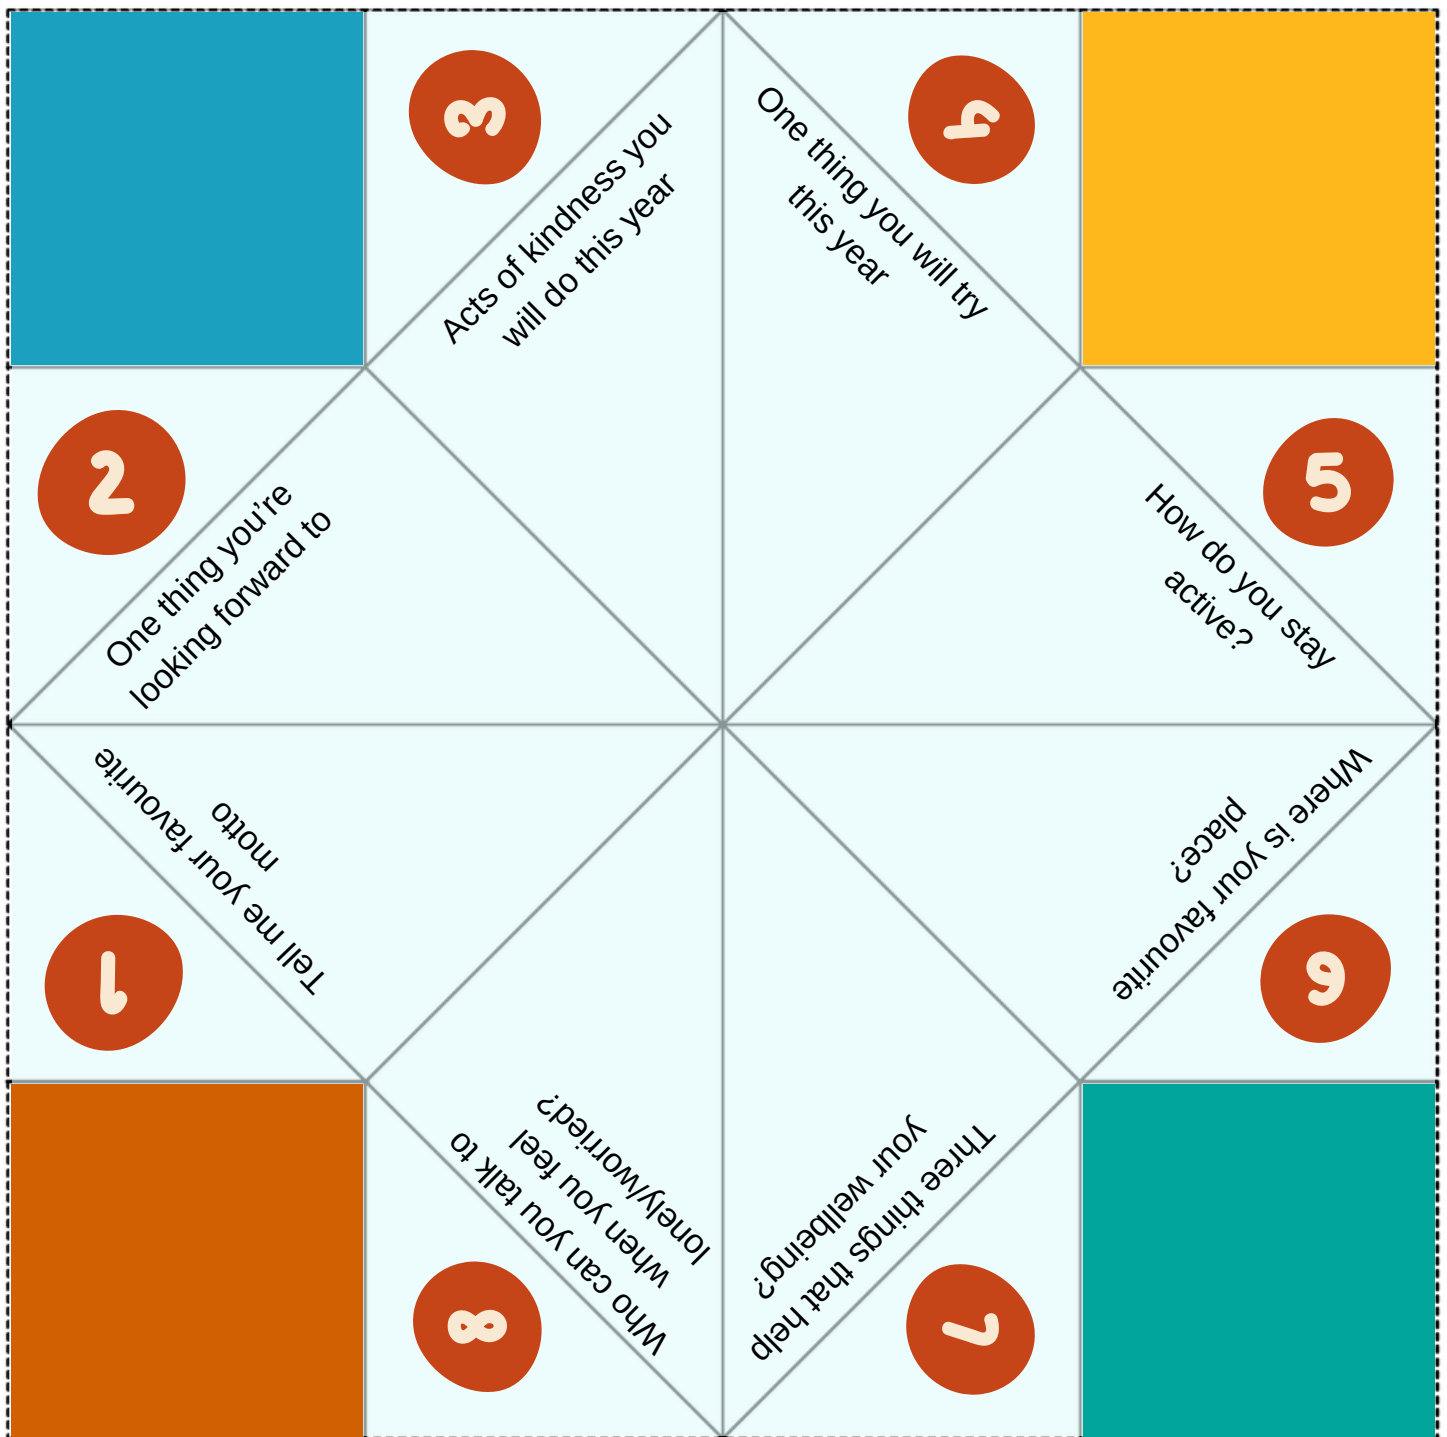 3
Acts of kindness you
will do this year
4
One thing you will try
this year
2
One thing you're
looking forward to
5
How do you stay
active?
1
Tell me your favourite
motto
6
Where is your favourite
place?
8
Who can you talk to
when you feel
lonely/worried?
7
Three things that help
your wellbeing?